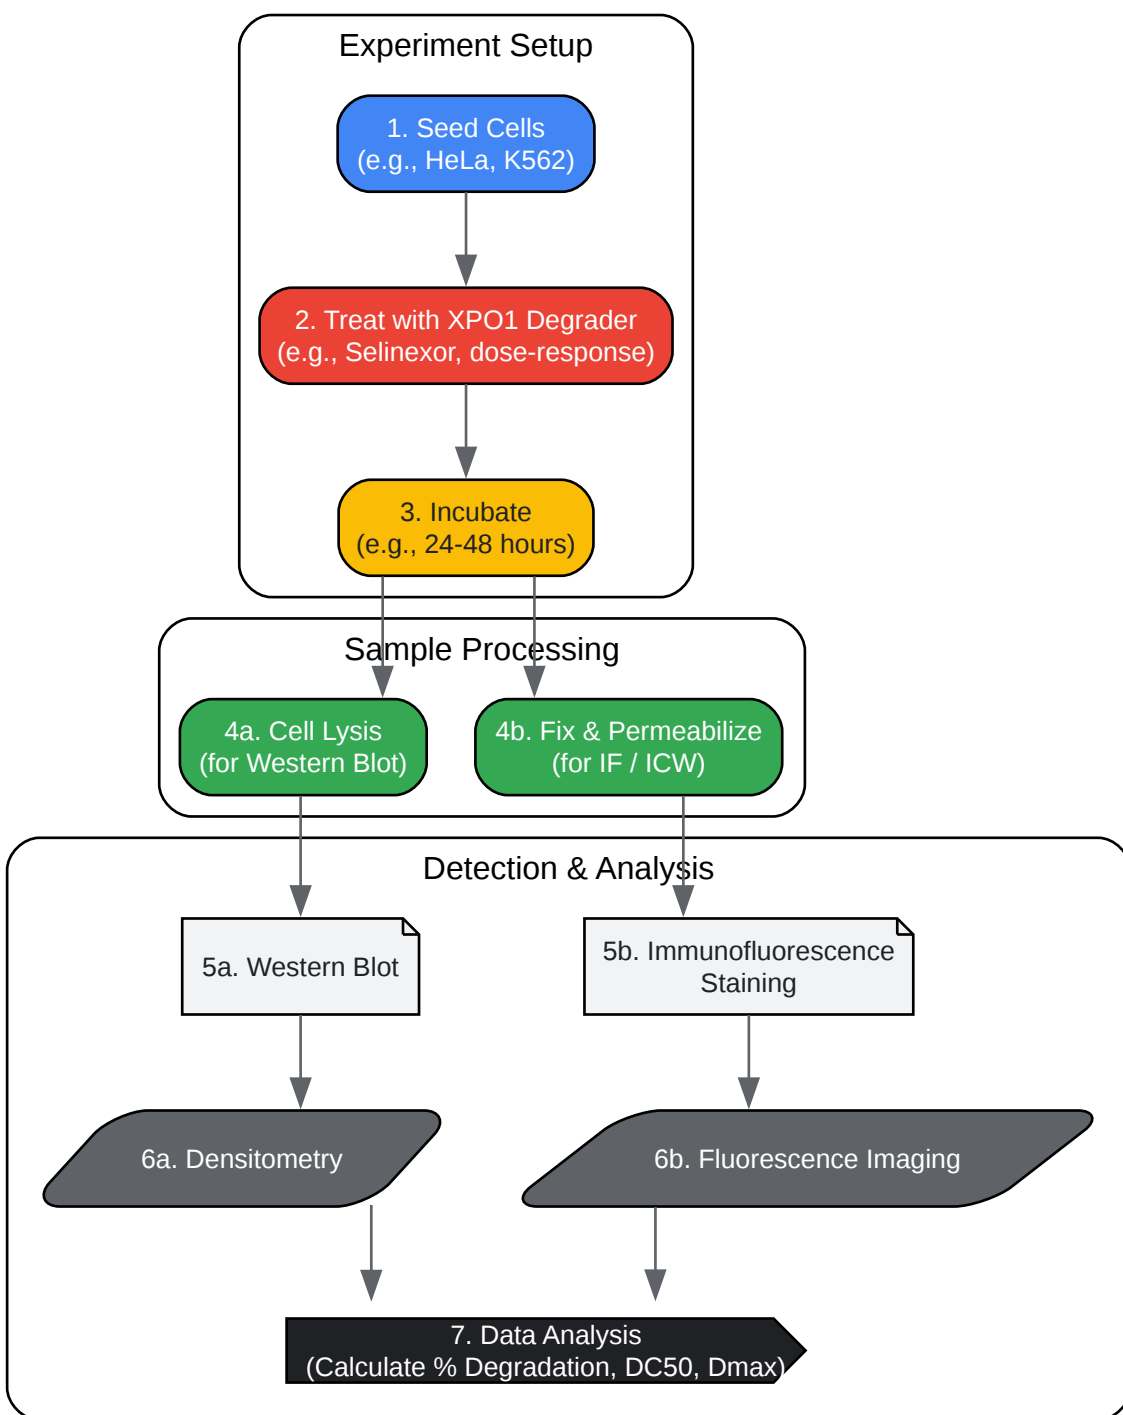 Experiment Setup
1. Seed Cells
(e.g., HeLa, K562)
2. Treat with XPO1 Degrader
(e.g., Selinexor, dose-response)
3. Incubate
(e.g., 24-48 hours)
Sample Processing
4a. Cell Lysis
(for Western Blot)
4b. Fix & Permeabilize
(for IF / ICW)
Detection & Analysis
5a. Western Blot
5b. Immunofluorescence
Staining
6a. Densitometry
6b. Fluorescence Imaging
7. Data Analysis
(Calculate % Degradation, DC50, Dmax)